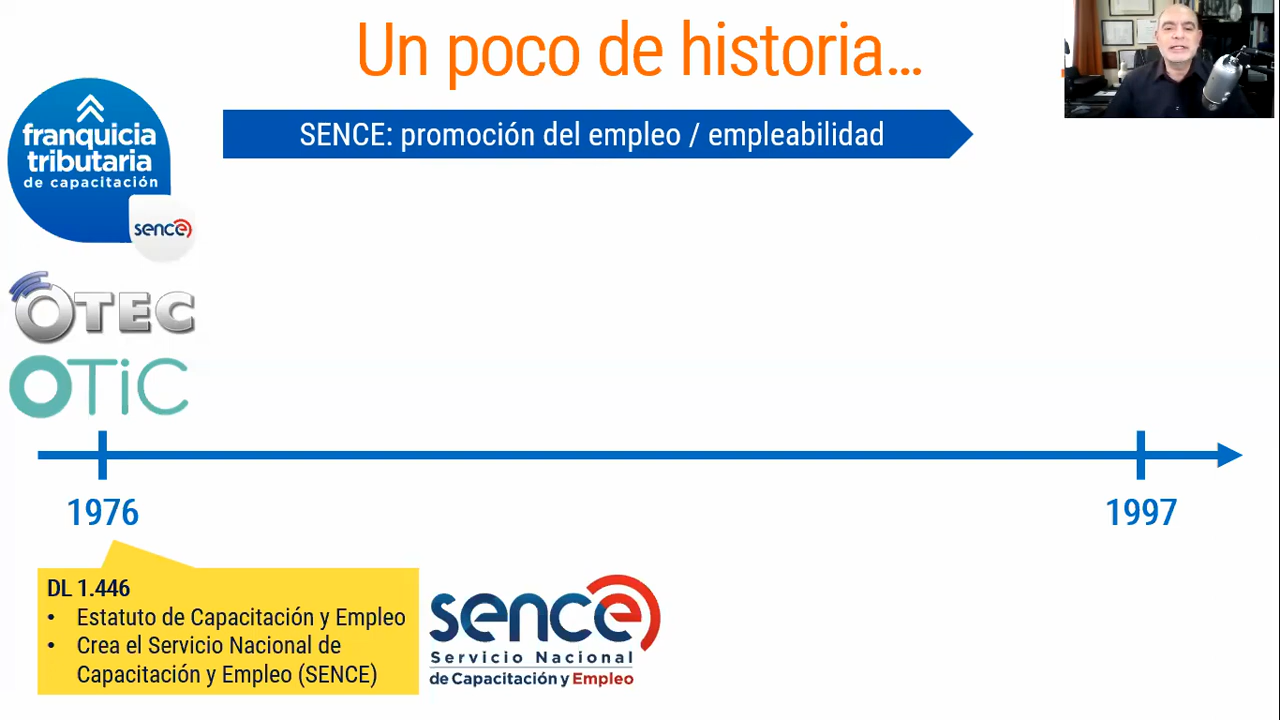 Un poco de historia…
franquicia
tributaria
de capacitación
sence
SENCE: promoción del empleo / empleabilidad
OTEC
OTiC
1976
1997
DL 1.446
• Estatuto de Capacitación y Empleo
• Crea el Servicio Nacional de
Capacitación y Empleo (SENCE)
sence
Servicio Nacional
de Capacitación y Empleo